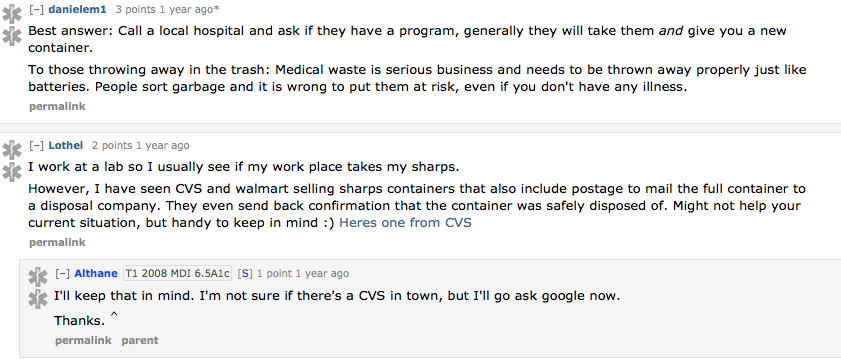 [–] danielem1 3 points 1 year ago*
Best answer: Call a local hospital and ask if they have a program, generally they will take them and give you a new
container.
To those throwing away in the trash: Medical waste is serious business and needs to be thrown away properly just like
batteries. People sort garbage and it is wrong to put them at risk, even if you don't have any illness.
permalink
[–] Lothel 2 points 1 year ago
I work at a lab so I usually see if my work place takes my sharps.
However, I have seen CVS and walmart selling sharps containers that also include postage to mail the full container to
a disposal company. They even send back confirmation that the container was safely disposed of. Might not help your
current situation, but handy to keep in mind :) Heres one from CVS
permalink
[–] Althane T1 2008 MDI 6.5A1c [S] 1 point 1 year ago
I'll keep that in mind. I'm not sure if there's a CVS in town, but I'll go ask google now.
Thanks. ^
permalink parent